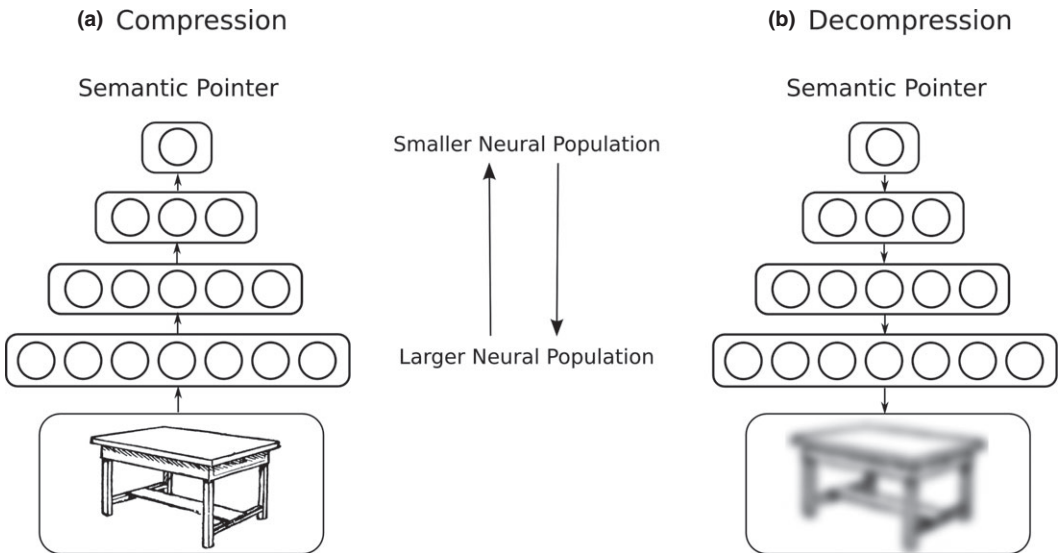 (a) Compression
(b) Decompression
Semantic Pointer
Semantic Pointer
Smaller Neural Population
Larger Neural Population